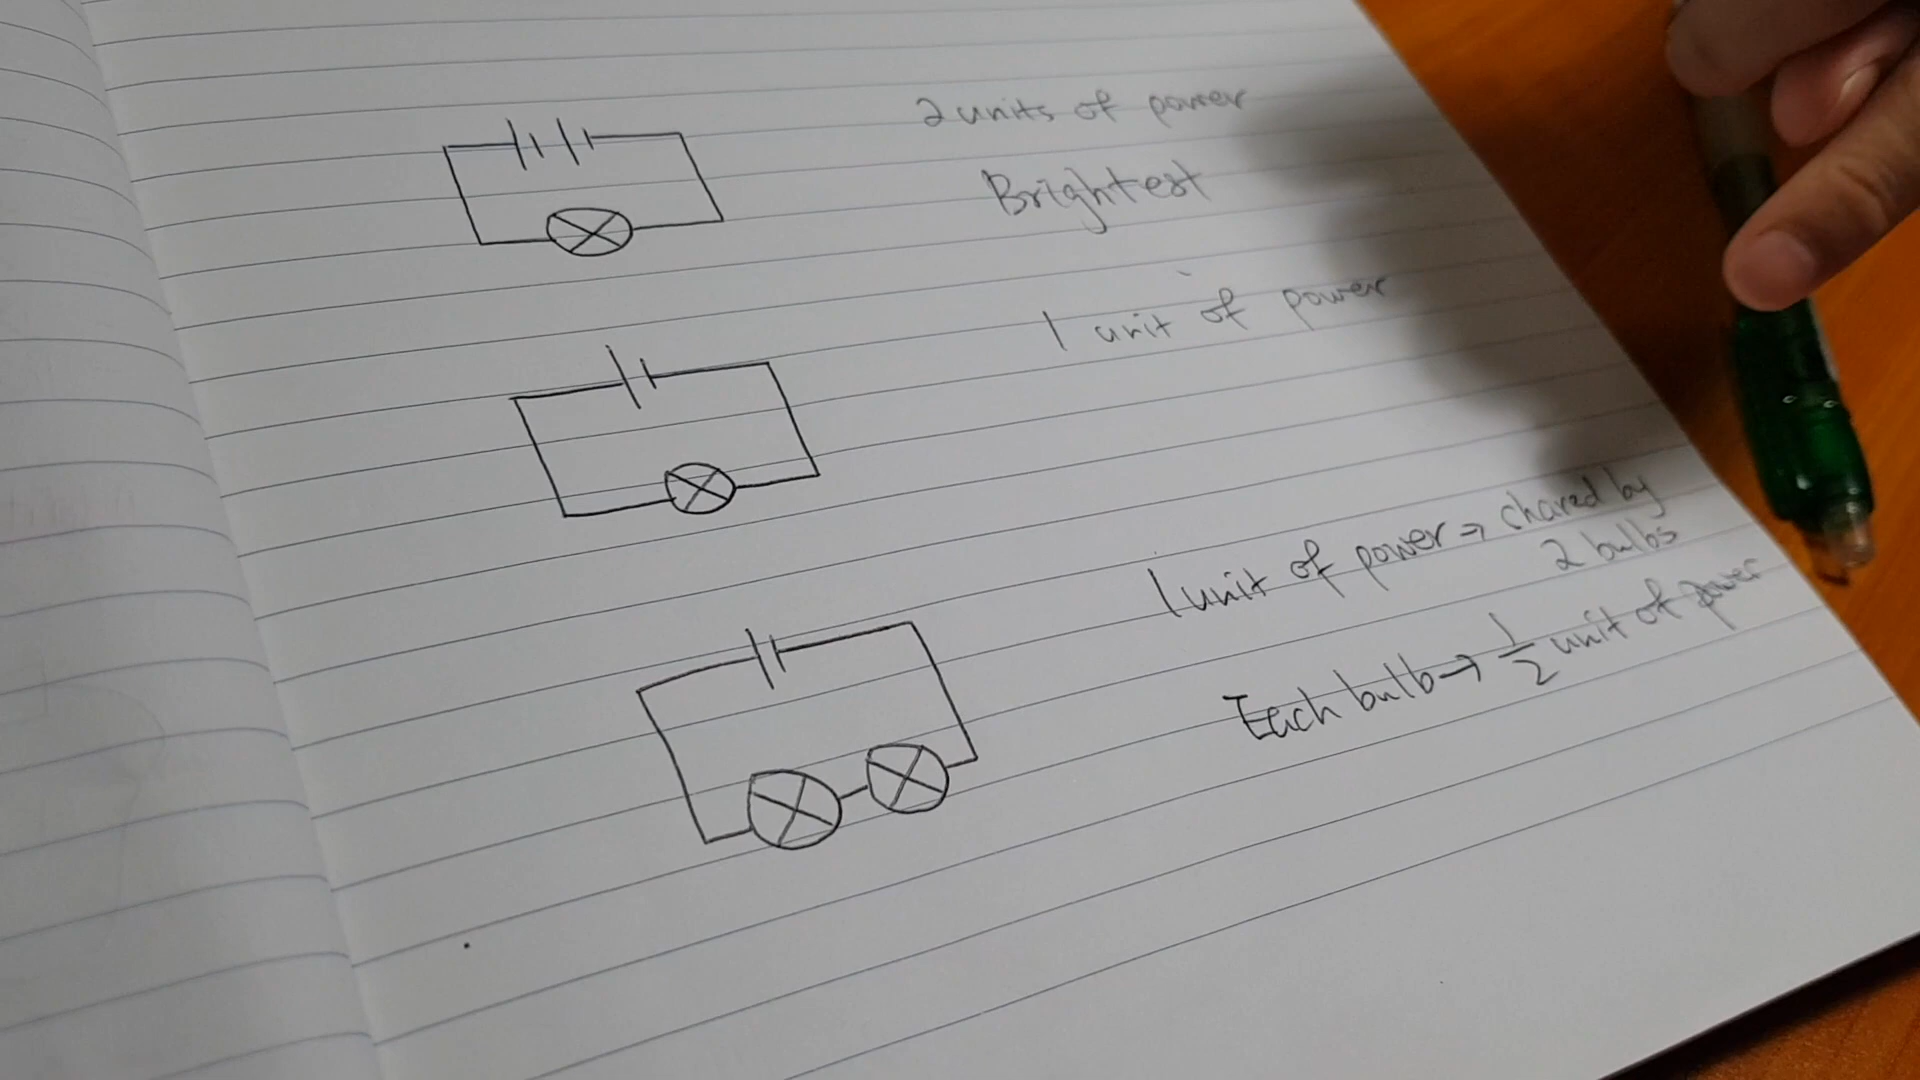 2 units of power
Brightest
1 unit of power
1 unit of power → chared by
2 bulbs
Each bulb → 1/2 unit of power